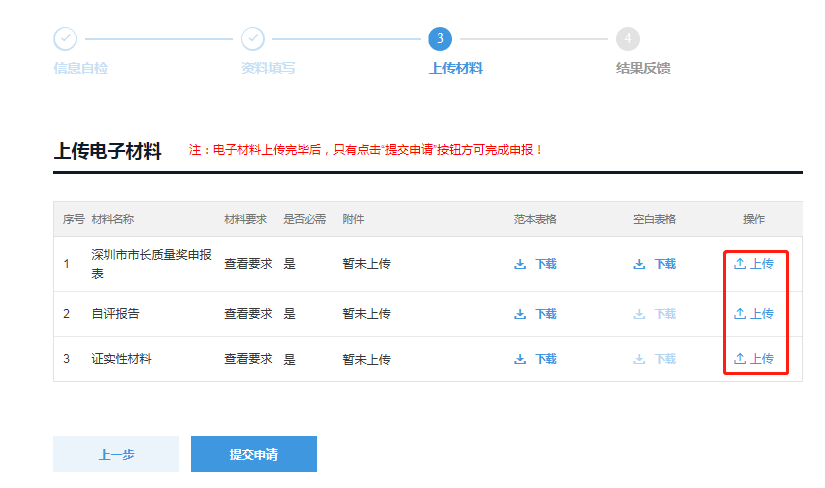 3
4
信息自检
资料填写
上传材料
结果反馈
上传电子材料 注：电子材料上传完毕后，只有点击“提交申请”按钮方可完成申报！
序号 材料名称 材料要求 是否必需 附件 范本表格 空白表格 操作
1 深圳市市长质量奖申报表 查看要求 是 暂未上传 下载 下载 上传
2 自评报告 查看要求 是 暂未上传 下载 下载 上传
3 证实性材料 查看要求 是 暂未上传 下载 下载 上传
上一步 提交申请